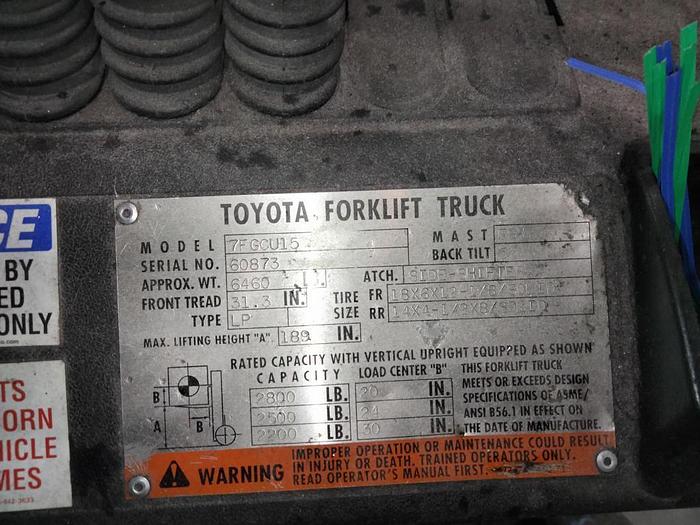 TOYOTA FORKLIFT TRUCK
MODEL 7FGCU15 MAST
SERIAL NO. 60873 BACK TILT
APPROX. WT. 6460 ATCH. SIDE-SHIFT
FRONT TREAD 31.3 IN. TIRE SIZE FR
TYPE LP RR
MAX. LIFTING HEIGHT "A" 189 IN.
RATED CAPACITY WITH VERTICAL UPRIGHT EQUIPPED AS SHOWN
CAPACITY LOAD CENTER "B"
2800 LB. 20 IN.
2500 LB. 24 IN.
2200 LB. 30 IN.
THIS FORKLIFT TRUCK
MEETS OR EXCEEDS DESIGN
SPECIFICATIONS OF ASME/
ANSI B56.1 IN EFFECT ON
THE DATE OF MANUFACTURE.
B
A
B
WARNING
IMPROPER OPERATION OR MAINTENANCE COULD RESULT
IN INJURY OR DEATH. TRAINED OPERATORS ONLY.
READ OPERATOR'S MANUAL FIRST.
CE
BY
ED
ONLY
TS
ORN
HICLE
MES